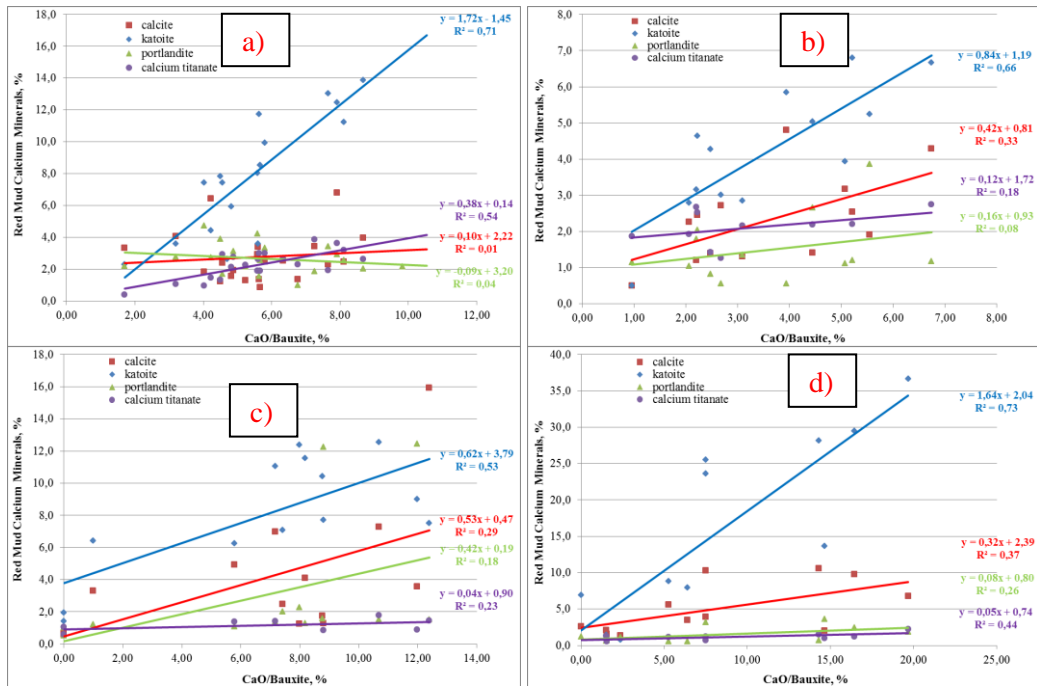 a)
calcite
katoite
portlandite
calcium titanate
y = 1,72x - 1,45
R² = 0,71
y = 0,38x + 0,14
R² = 0,54
y = 0,10x + 2,22
R² = 0,01
y = -0,09x + 3,20
R² = 0,04
Red Mud Calcium Minerals, %
18,0
16,0
14,0
12,0
10,0
8,0
6,0
4,0
2,0
0,0
0,00 2,00 4,00 6,00 8,00 10,00 12,00
CaO/Bauxite, %
b)
calcite
katoite
portlandite
calcium titanate
y = 0,84x + 1,19
R² = 0,66
y = 0,42x + 0,81
R² = 0,33
y = 0,12x + 1,72
R² = 0,18
y = 0,16x + 0,93
R² = 0,08
Red Mud Calcium Minerals, %
8,0
7,0
6,0
5,0
4,0
3,0
2,0
1,0
0,0
0,00 1,00 2,00 3,00 4,00 5,00 6,00 7,00 8,00
CaO/Bauxite, %
c)
calcite
katoite
portlandite
calcium titanate
y = 0,62x + 3,79
R² = 0,53
y = 0,53x + 0,47
R² = 0,29
y = 0,42x + 0,19
R² = 0,18
y = 0,04x + 0,90
R² = 0,23
Red Mud Calcium Minerals, %
18,0
16,0
14,0
12,0
10,0
8,0
6,0
4,0
2,0
0,0
0,00 2,00 4,00 6,00 8,00 10,00 12,00 14,00
CaO/Bauxite, %
d)
calcite
katoite
portlandite
calcium titanate
y = 1,64x + 2,04
R² = 0,73
y = 0,32x + 2,39
R² = 0,37
y = 0,08x + 0,80
R² = 0,26
y = 0,05x + 0,74
R² = 0,44
Red Mud Calcium Minerals, %
40,0
35,0
30,0
25,0
20,0
15,0
10,0
5,0
0,0
0,00 5,00 10,00 15,00 20,00 25,00
CaO/Bauxite, %